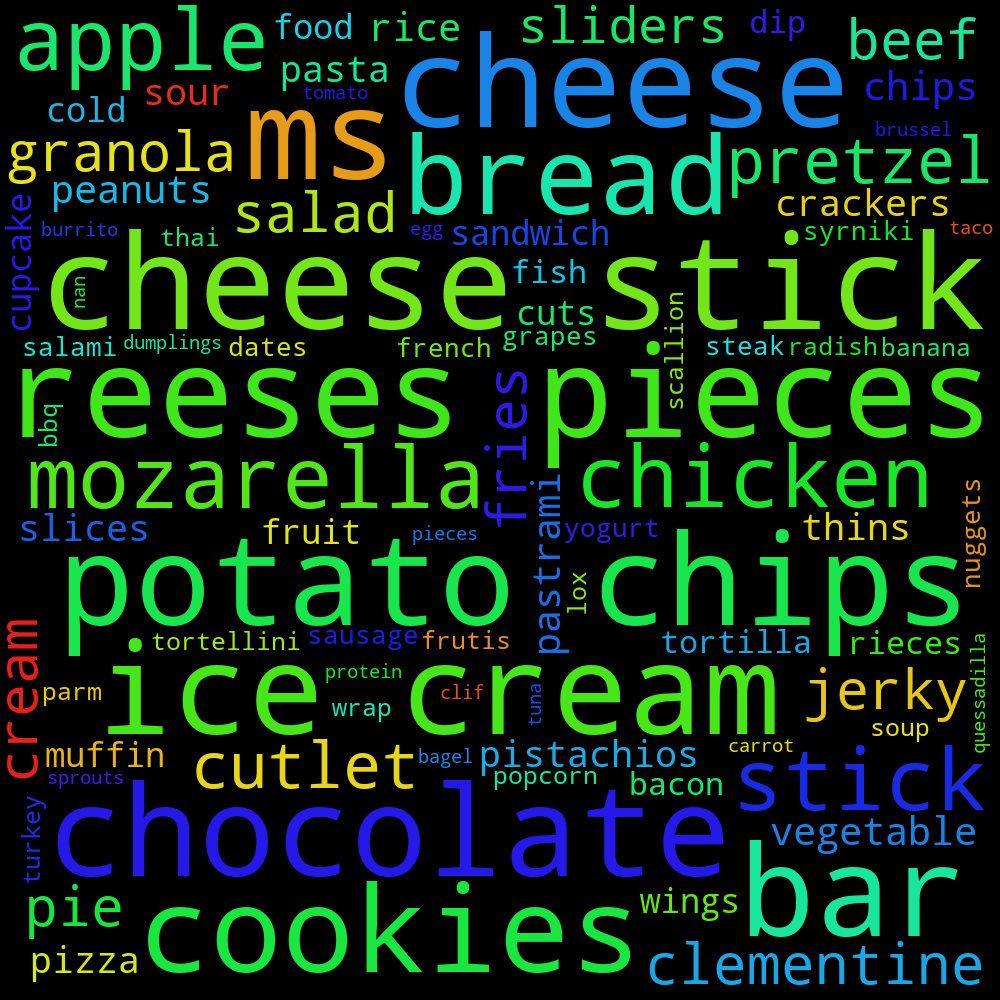 apple food rice sliders dip beef
pasta cheese chips
cold sour tomato ms
granola bread pretzel brussel
peanuts salad crackers
cupcake burrito thai egg sandwich syrniki taco
nan cheese stick fish
cuts
salami dumplings dates french grapes scallion steak radish banana
reeses pieces
bbq fries
mozarella chicken
slices fruit pieces pastrami yogurt thins nuggets
potato chips
lox
cream tortellini sausage frutis tortilla rieces
parm ice cream protein clif jerky quessadilla
wrap tuna soup
muffin cutlet bagel pistachios carrot
sprouts popcorn bacon stick
turkey chocolate vegetable
pie cookies wings bar
pizza clementine